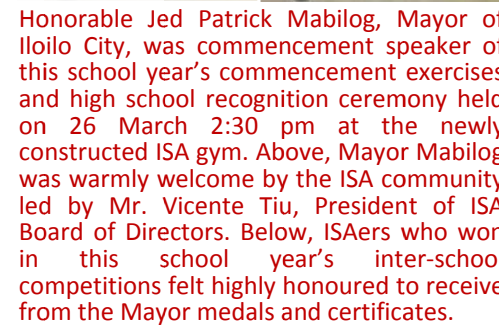 Honorable Jed Patrick Mabilog, Mayor of
Iloilo City, was commencement speaker of
this school year's commencement exercises
and high school recognition ceremony held
on 26 March 2:30 pm at the newly
constructed ISA gym. Above, Mayor Mabilog
was warmly welcome by the ISA community
led by Mr. Vicente Tiu, President of ISA
Board of Directors. Below, ISAers who won
in this school year's inter-school
competitions felt highly honoured to receive
from the Mayor medals and certificates.